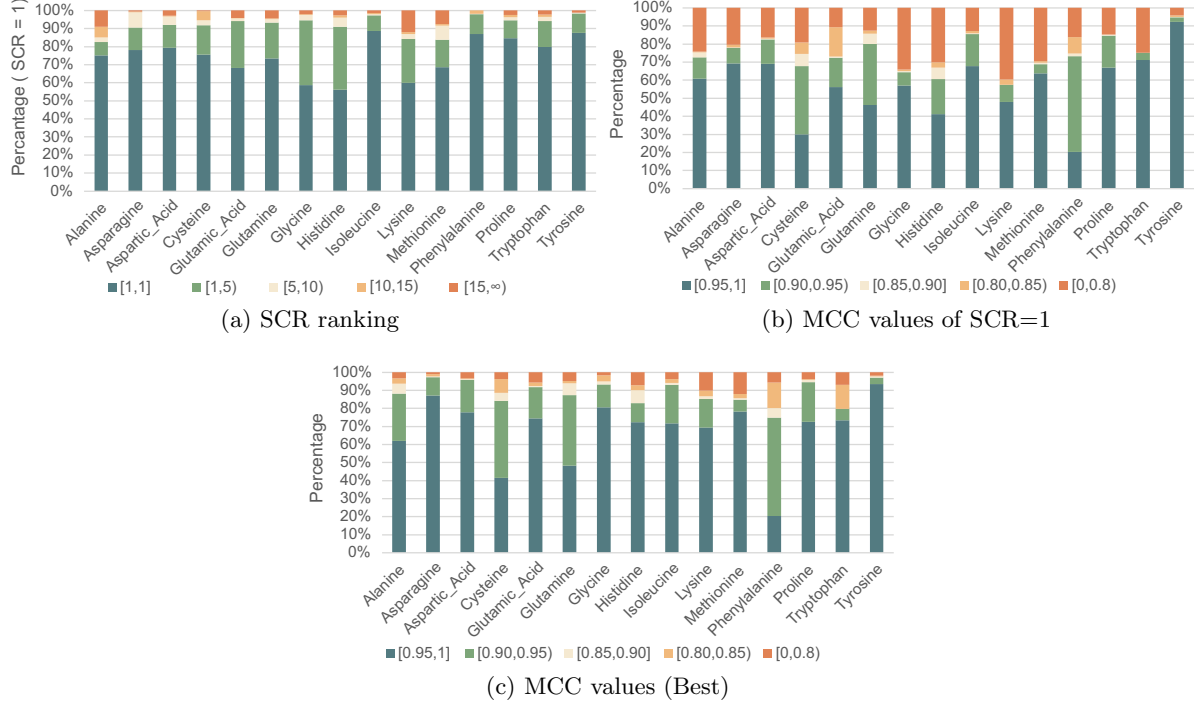 Percantage ( SCR = 1)
100%
90%
80%
70%
60%
50%
40%
30%
20%
10%
0%
Alanine
Asparagine
Aspartic_Acid
Cysteine
Glutamic_Acid
Glutamine
Glycine
Histidine
Isoleucine
Lysine
Methionine
Phenylalanine
Proline
Tryptophan
Tyrosine
[1,1] [1,5) [5,10) [10,15) [15,∞)
(a) SCR ranking
Percentage
100%
90%
80%
70%
60%
50%
40%
30%
20%
10%
0%
Alanine
Asparagine
Aspartic_Acid
Cysteine
Glutamic_Acid
Glutamine
Glycine
Histidine
Isoleucine
Lysine
Methionine
Phenylalanine
Proline
Tryptophan
Tyrosine
[0.95,1] [0.90,0.95) [0.85,0.90] [0.80,0.85) [0,0.8)
(b) MCC values of SCR=1
Percentage
100%
90%
80%
70%
60%
50%
40%
30%
20%
10%
0%
Alanine
Asparagine
Aspartic_Acid
Cysteine
Glutamic_Acid
Glutamine
Glycine
Histidine
Isoleucine
Lysine
Methionine
Phenylalanine
Proline
Tryptophan
Tyrosine
[0.95,1] [0.90,0.95) [0.85,0.90] [0.80,0.85) [0,0.8)
(c) MCC values (Best)